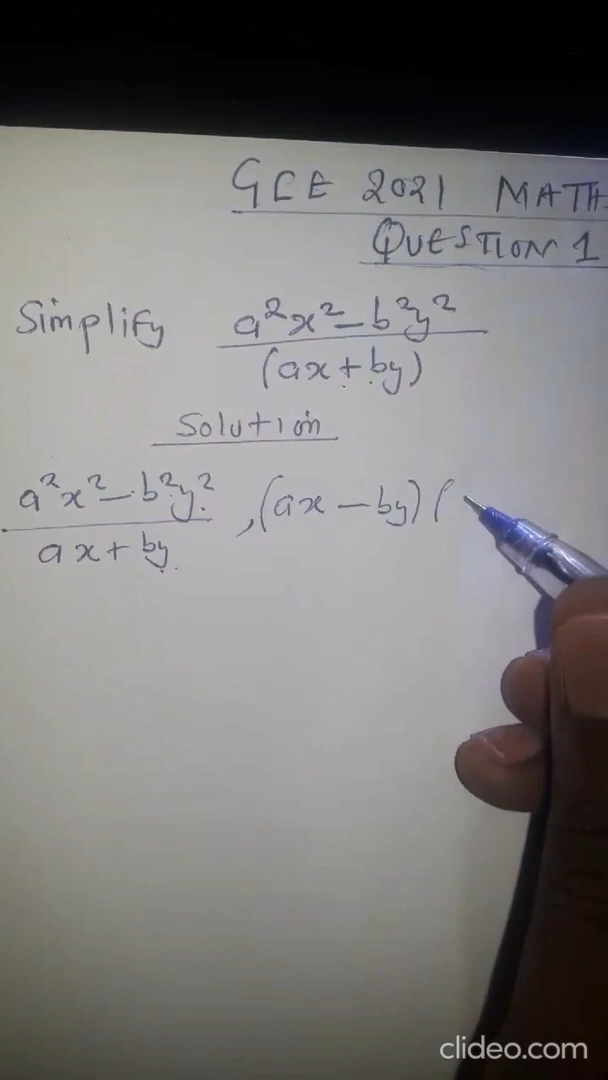 GCE 2021 MATH
QUESTION 1
Simplify a²x² - b²y² / (ax + by)
Solution
a²x² - b²y² / ax + by , (ax - by) (
clideo.com